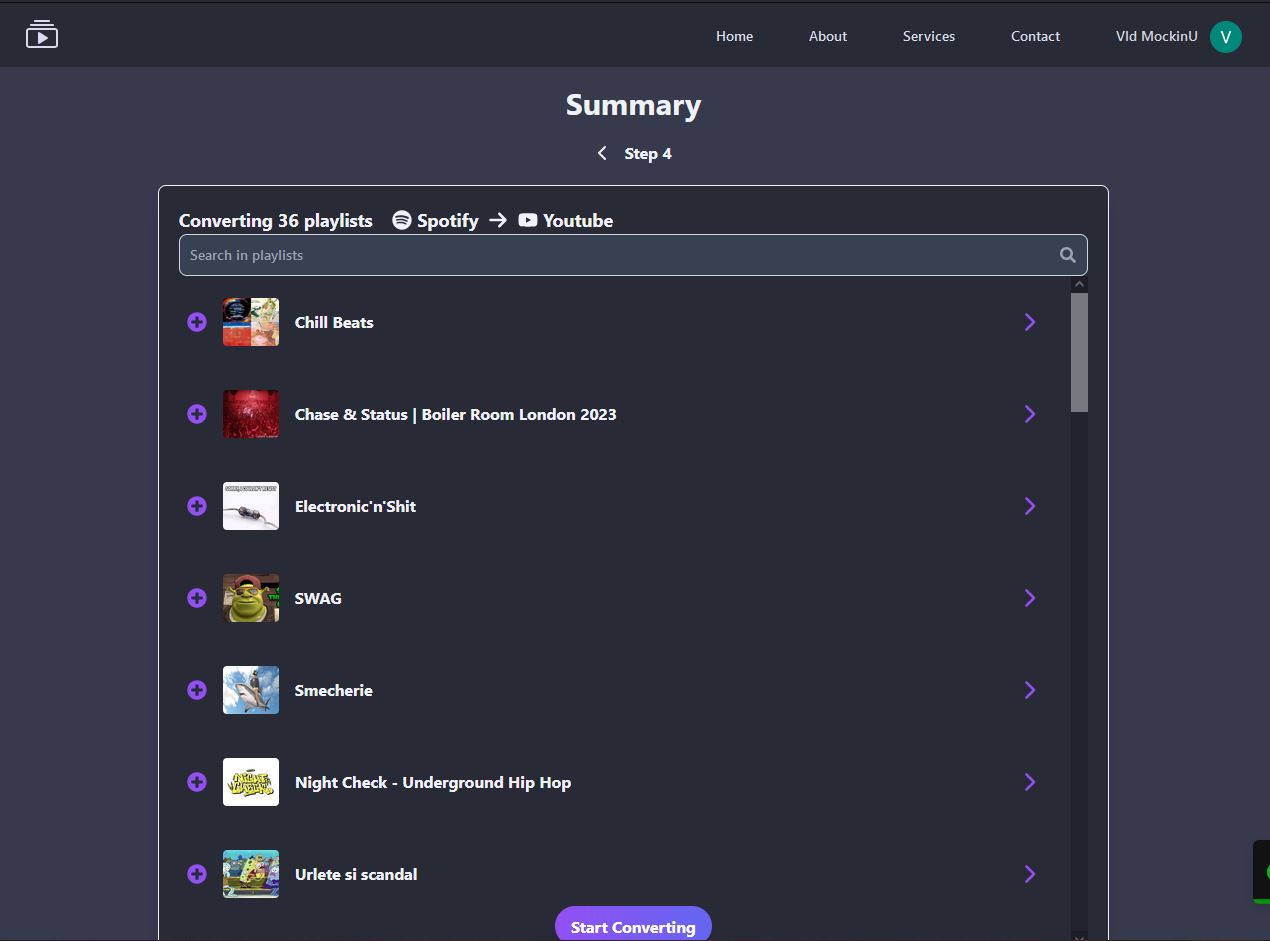 Home About Services Contact Vld MockinU V
Summary
Step 4
Converting 36 playlists Spotify → Youtube
Search in playlists
Chill Beats
Chase & Status | Boiler Room London 2023
Electronic'n'Shit
SWAG
Smecherie
Night Check - Underground Hip Hop
Urlete si scandal
Start Converting